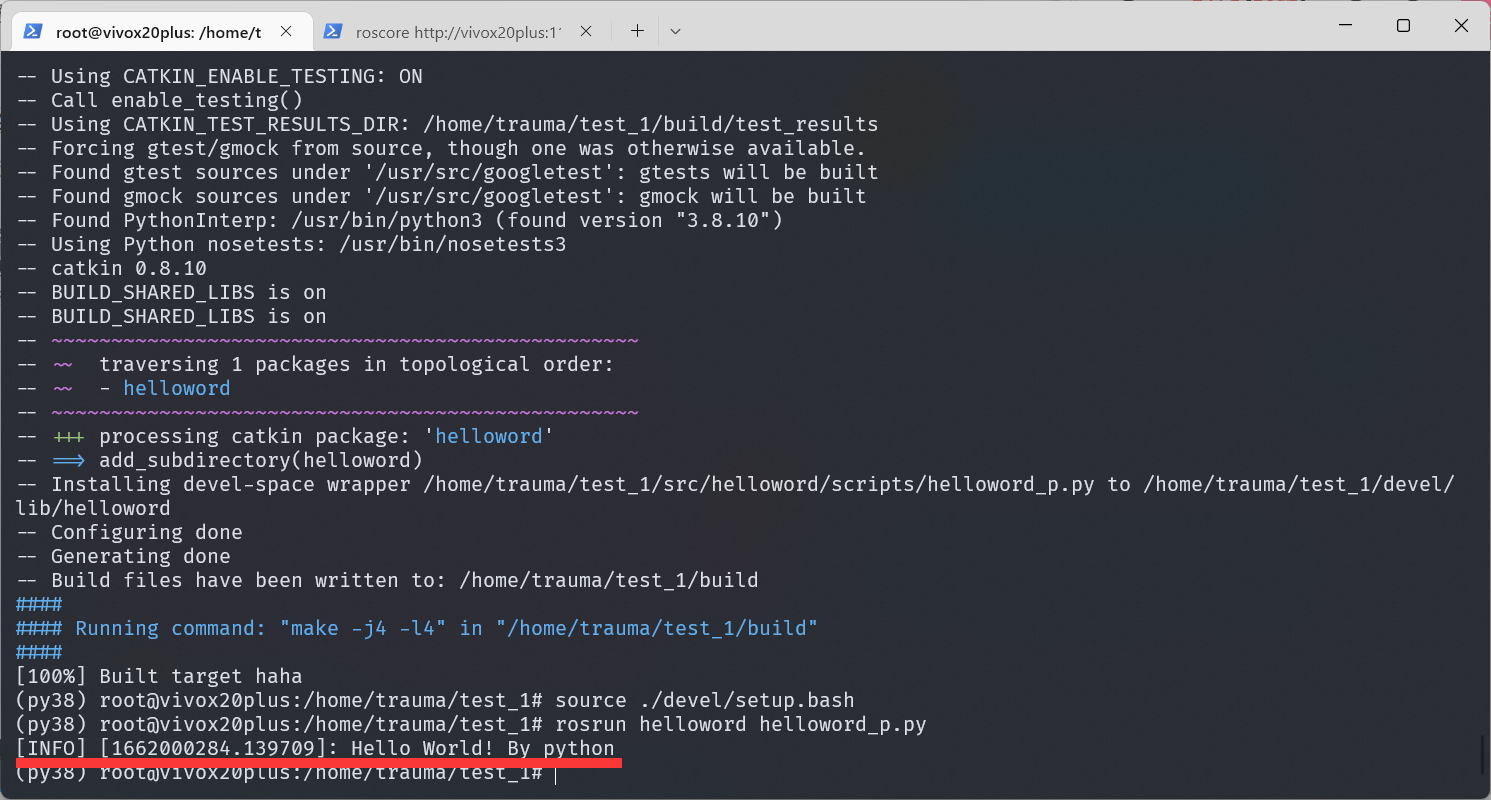 root@vivox20plus: /home/t
roscore http://vivox20plus:11
-- Using CATKIN_ENABLE_TESTING: ON
-- Call enable_testing()
-- Using CATKIN_TEST_RESULTS_DIR: /home/trauma/test_1/build/test_results
-- Forcing gtest/gmock from source, though one was otherwise available.
-- Found gtest sources under '/usr/src/googletest': gtests will be built
-- Found gmock sources under '/usr/src/googletest': gmock will be built
-- Found PythonInterp: /usr/bin/python3 (found version "3.8.10")
-- Using Python nosetests: /usr/bin/nosetests3
-- catkin 0.8.10
-- BUILD_SHARED_LIBS is on
-- BUILD_SHARED_LIBS is on
-- ~~~~~~~~~~~~~~~~~~~~~~~~~~~~~~~~~~~~~~~~~~~~~~~~~
-- ~~  traversing 1 packages in topological order:
-- ~~  - helloword
-- ~~~~~~~~~~~~~~~~~~~~~~~~~~~~~~~~~~~~~~~~~~~~~~~~~
-- +++ processing catkin package: 'helloword'
-- ==> add_subdirectory(helloword)
-- Installing devel-space wrapper /home/trauma/test_1/src/helloword/scripts/helloword_p.py to /home/trauma/test_1/devel/
lib/helloword
-- Configuring done
-- Generating done
-- Build files have been written to: /home/trauma/test_1/build
####
#### Running command: "make -j4 -l4" in "/home/trauma/test_1/build"
####
[100%] Built target haha
(py38) root@vivox20plus:/home/trauma/test_1# source ./devel/setup.bash
(py38) root@vivox20plus:/home/trauma/test_1# rosrun helloword helloword_p.py
[INFO] [1662000284.139709]: Hello World! By python
(py38) root@vivox20plus:/home/trauma/test_1#